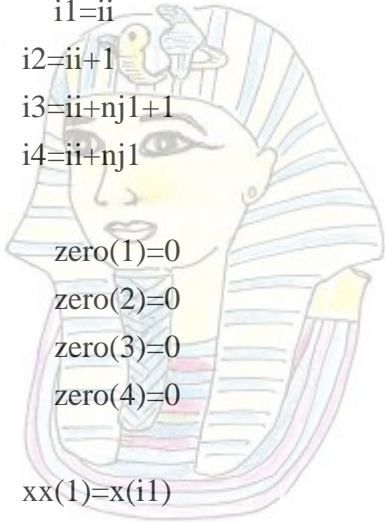 i1=ii
i2=ii+1
i3=ii+nj1+1
i4=ii+nj1
zero(1)=0
zero(2)=0
zero(3)=0
zero(4)=0
xx(1)=x(i1)